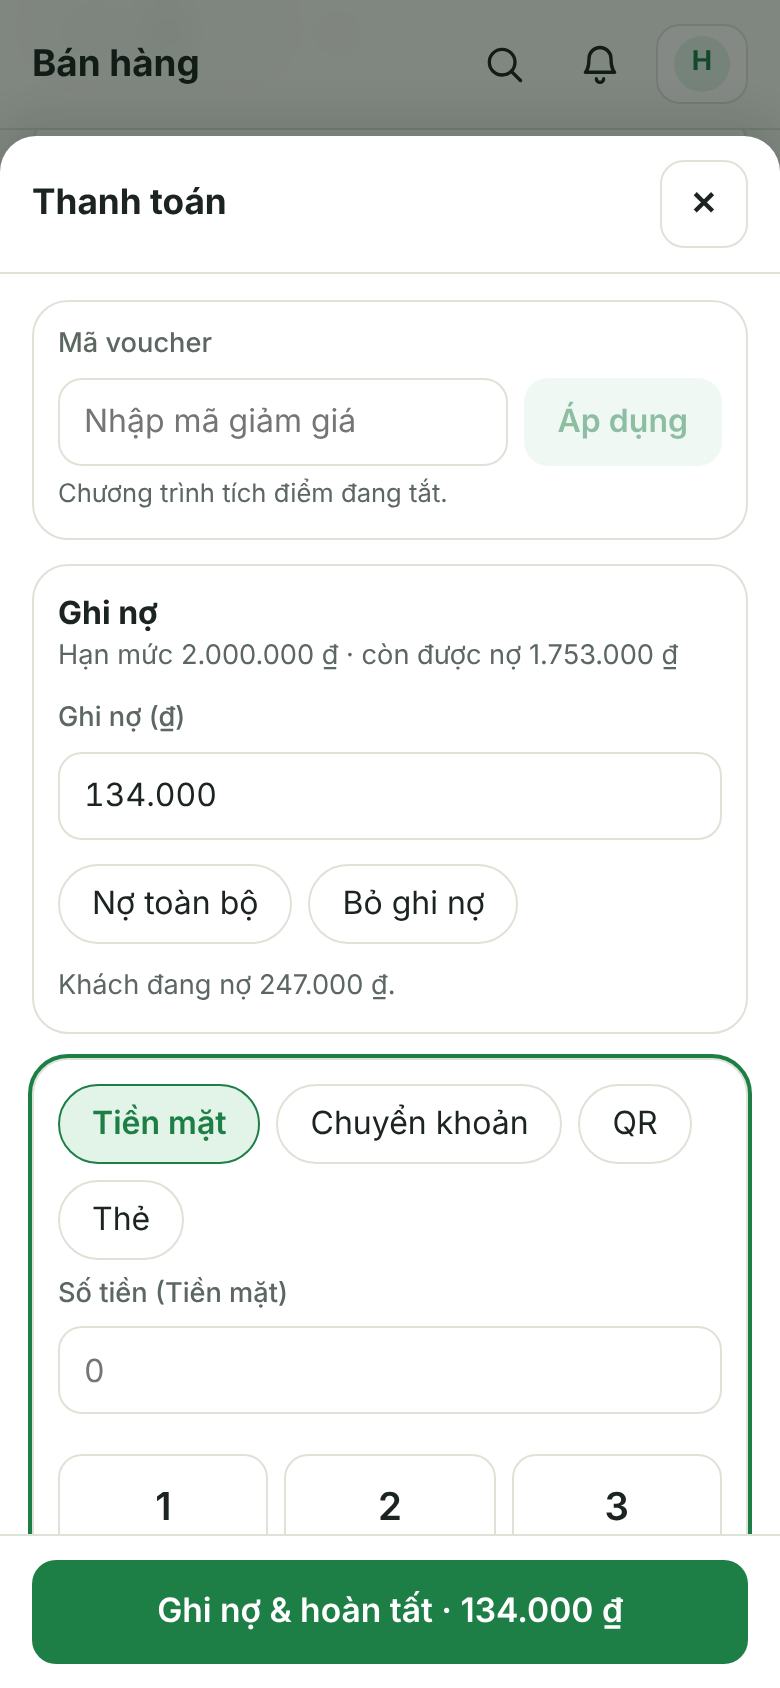 Bán hàng
H
Thanh toán
Mã voucher
Nhập mã giảm giá
Áp dụng
Chương trình tích điểm đang tắt.
Ghi nợ
Hạn mức 2.000.000 ₫ · còn được nợ 1.753.000 ₫
Ghi nợ (₫)
134.000
Nợ toàn bộ
Bỏ ghi nợ
Khách đang nợ 247.000 ₫.
Tiền mặt
Chuyển khoản
QR
Thẻ
Số tiền (Tiền mặt)
0
1
2
3
Ghi nợ & hoàn tất · 134.000 ₫